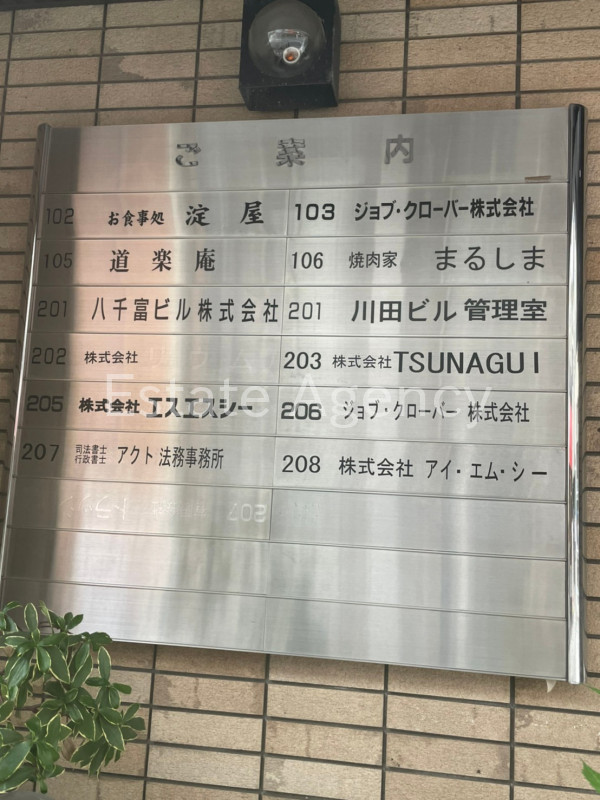 ご案内
102 お食事処 淀屋
103 ジョブ・クローバー株式会社
105 道楽庵
106 焼肉家 まるしま
201 八千富ビル株式会社
201 川田ビル管理室
202 株式会社
203 株式会社TSUNAGUI
Estate Agency
205 株式会社エスエスシー
206 ジョブ・クローバー 株式会社
207 司法書士 行政書士 アクト法務事務所
208 株式会社 アイ・エム・シー
207